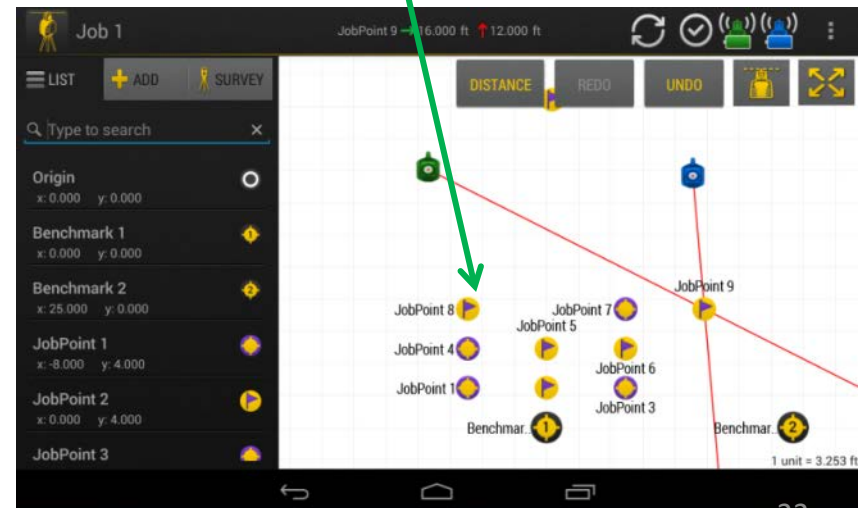 Job 1
JobPoint 9 → 16.000 ft ↑ 12.000 ft
LIST
ADD
SURVEY
DISTANCE
REDO
UNDO
Type to search
Origin
x: 0.000 y: 0.000
Benchmark 1
x: 0.000 y: 0.000
Benchmark 2
x: 25.000 y: 0.000
JobPoint 1
x: -8.000 y: 4.000
JobPoint 2
x: 0.000 y: 4.000
JobPoint 3
JobPoint 9
JobPoint 8
JobPoint 7
JobPoint 5
JobPoint 4
JobPoint 6
JobPoint 1
JobPoint 3
Benchmar..
1
Benchmar..
2
1 unit = 3.253 ft